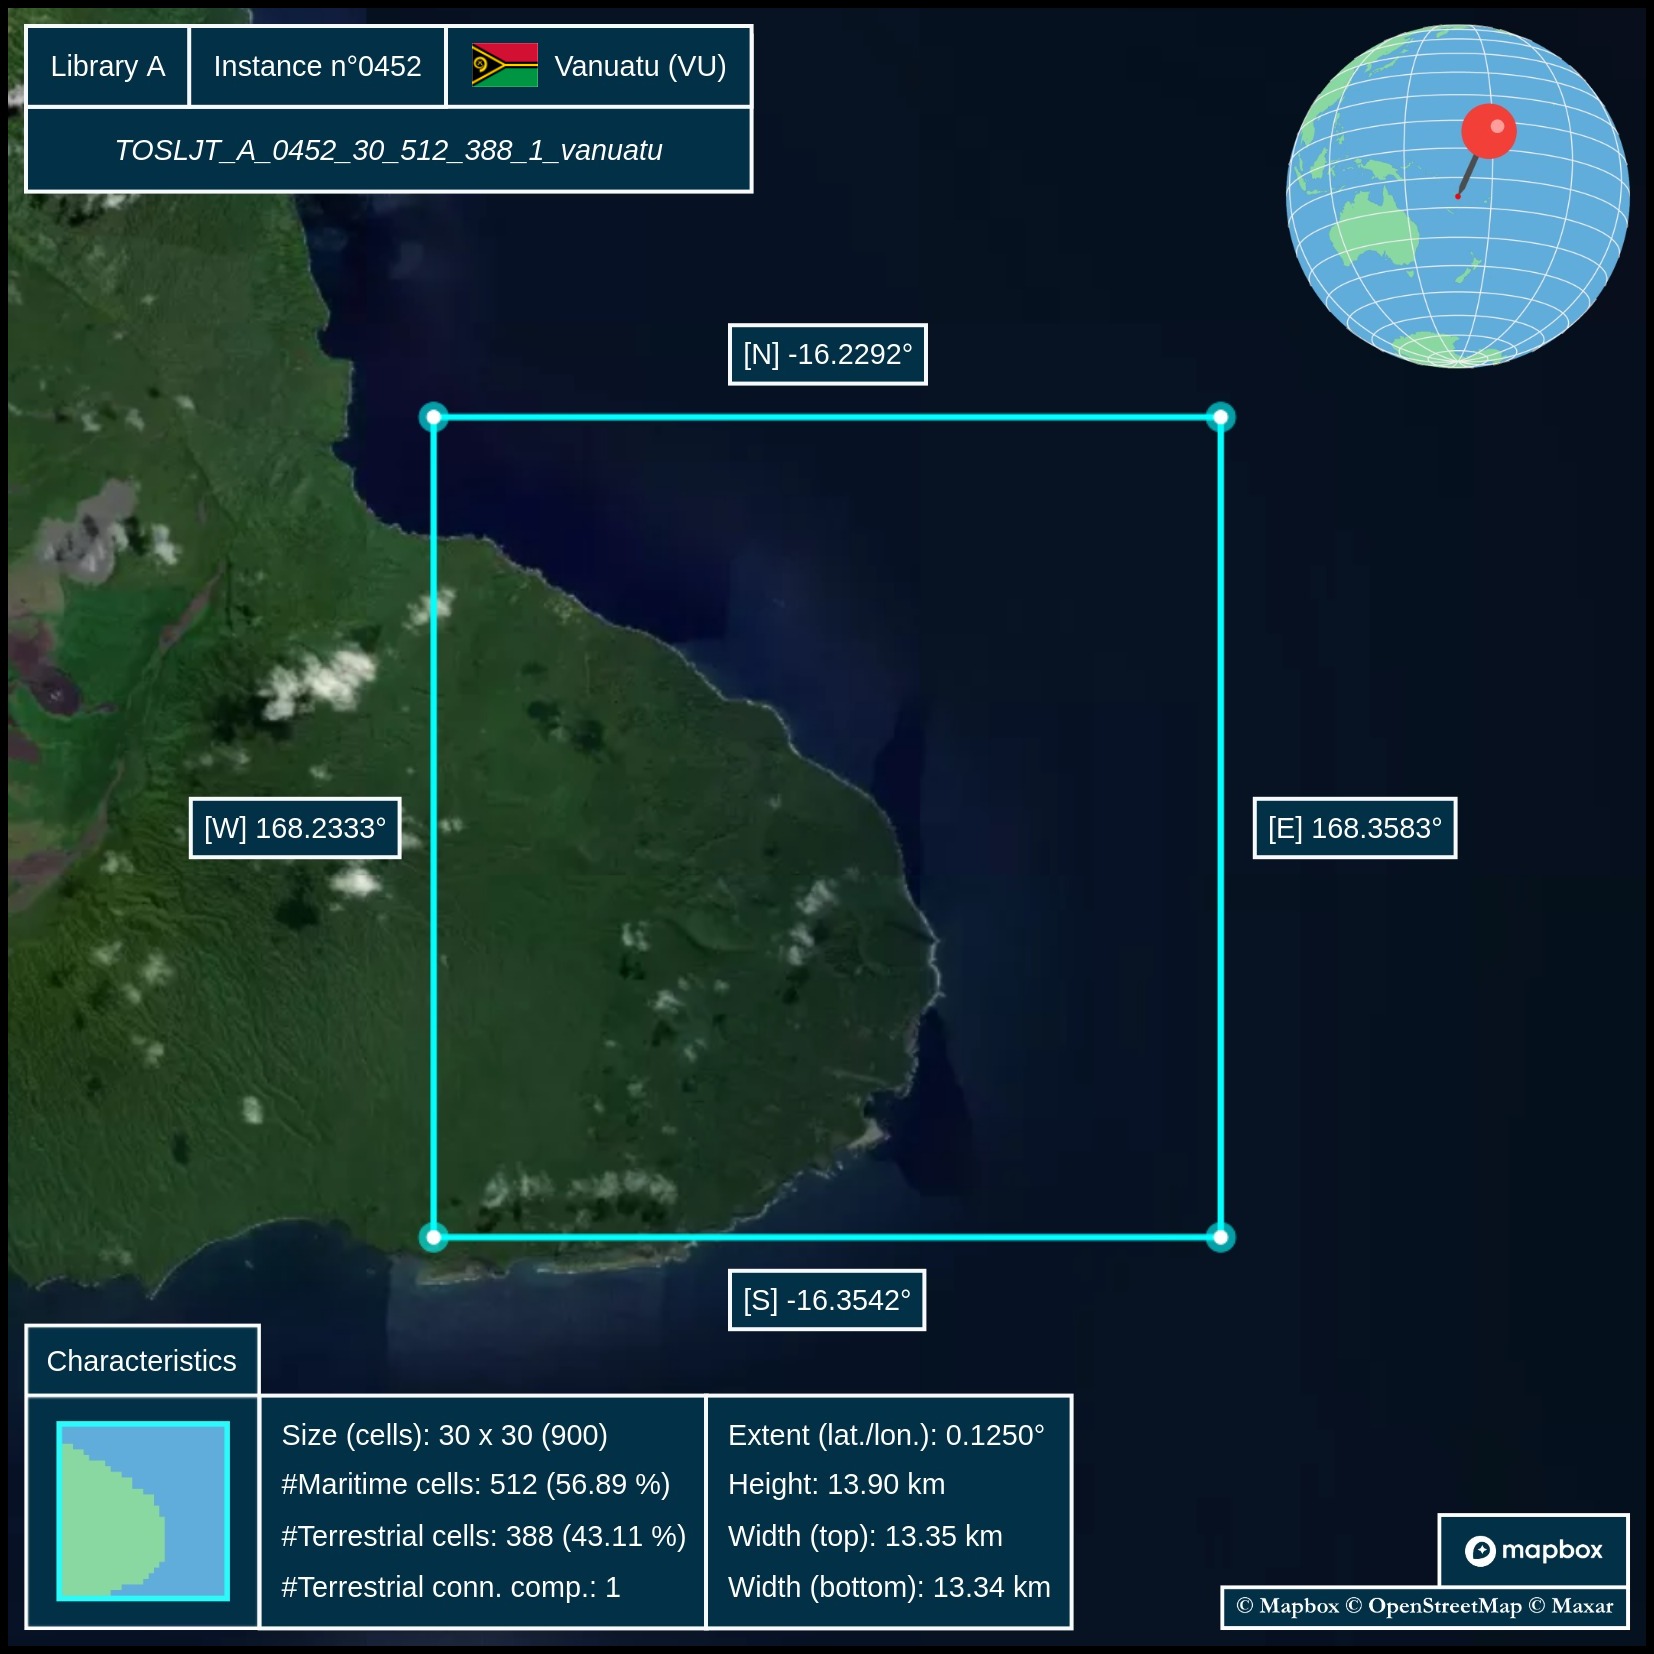 Library A
Instance n°0452
Vanuatu (VU)
TOSLJT_A_0452_30_512_388_1_vanuatu
[N] -16.2292°
[W] 168.2333°
[E] 168.3583°
[S] -16.3542°
Characteristics
Size (cells): 30 x 30 (900)
#Maritime cells: 512 (56.89 %)
#Terrestrial cells: 388 (43.11 %)
#Terrestrial conn. comp.: 1
Extent (lat./lon.): 0.1250°
Height: 13.90 km
Width (top): 13.35 km
Width (bottom): 13.34 km
mapbox
© Mapbox © OpenStreetMap © Maxar